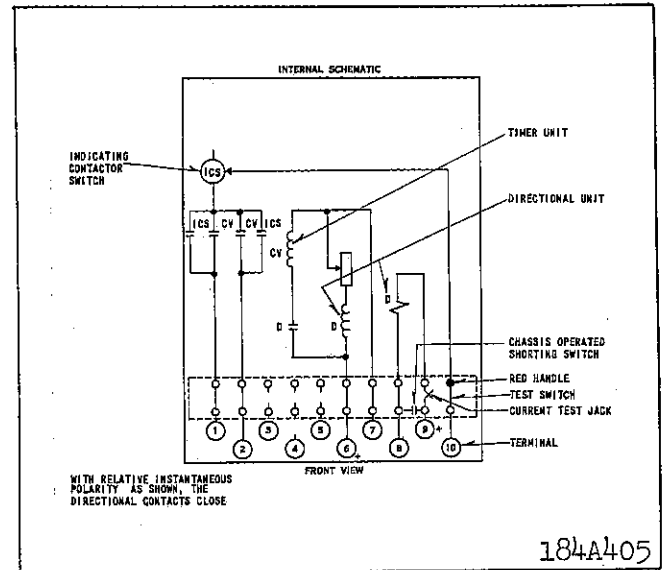 INTERNAL SCHEMATIC
TIMER UNIT
INDICATING
CONTACTOR
SWITCH
ICS
DIRECTIONAL UNIT
ICS CV CV ICS
CV
D
D
D
CHASSIS OPERATED
SHORTING SWITCH
RED HANDLE
TEST SWITCH
CURRENT TEST JACK
1 3 5 7 9 +
2 4 6 + 8 10
TERMINAL
FRONT VIEW
WITH RELATIVE INSTANTANEOUS
POLARITY AS SHOWN, THE
DIRECTIONAL CONTACTS CLOSE
184A405